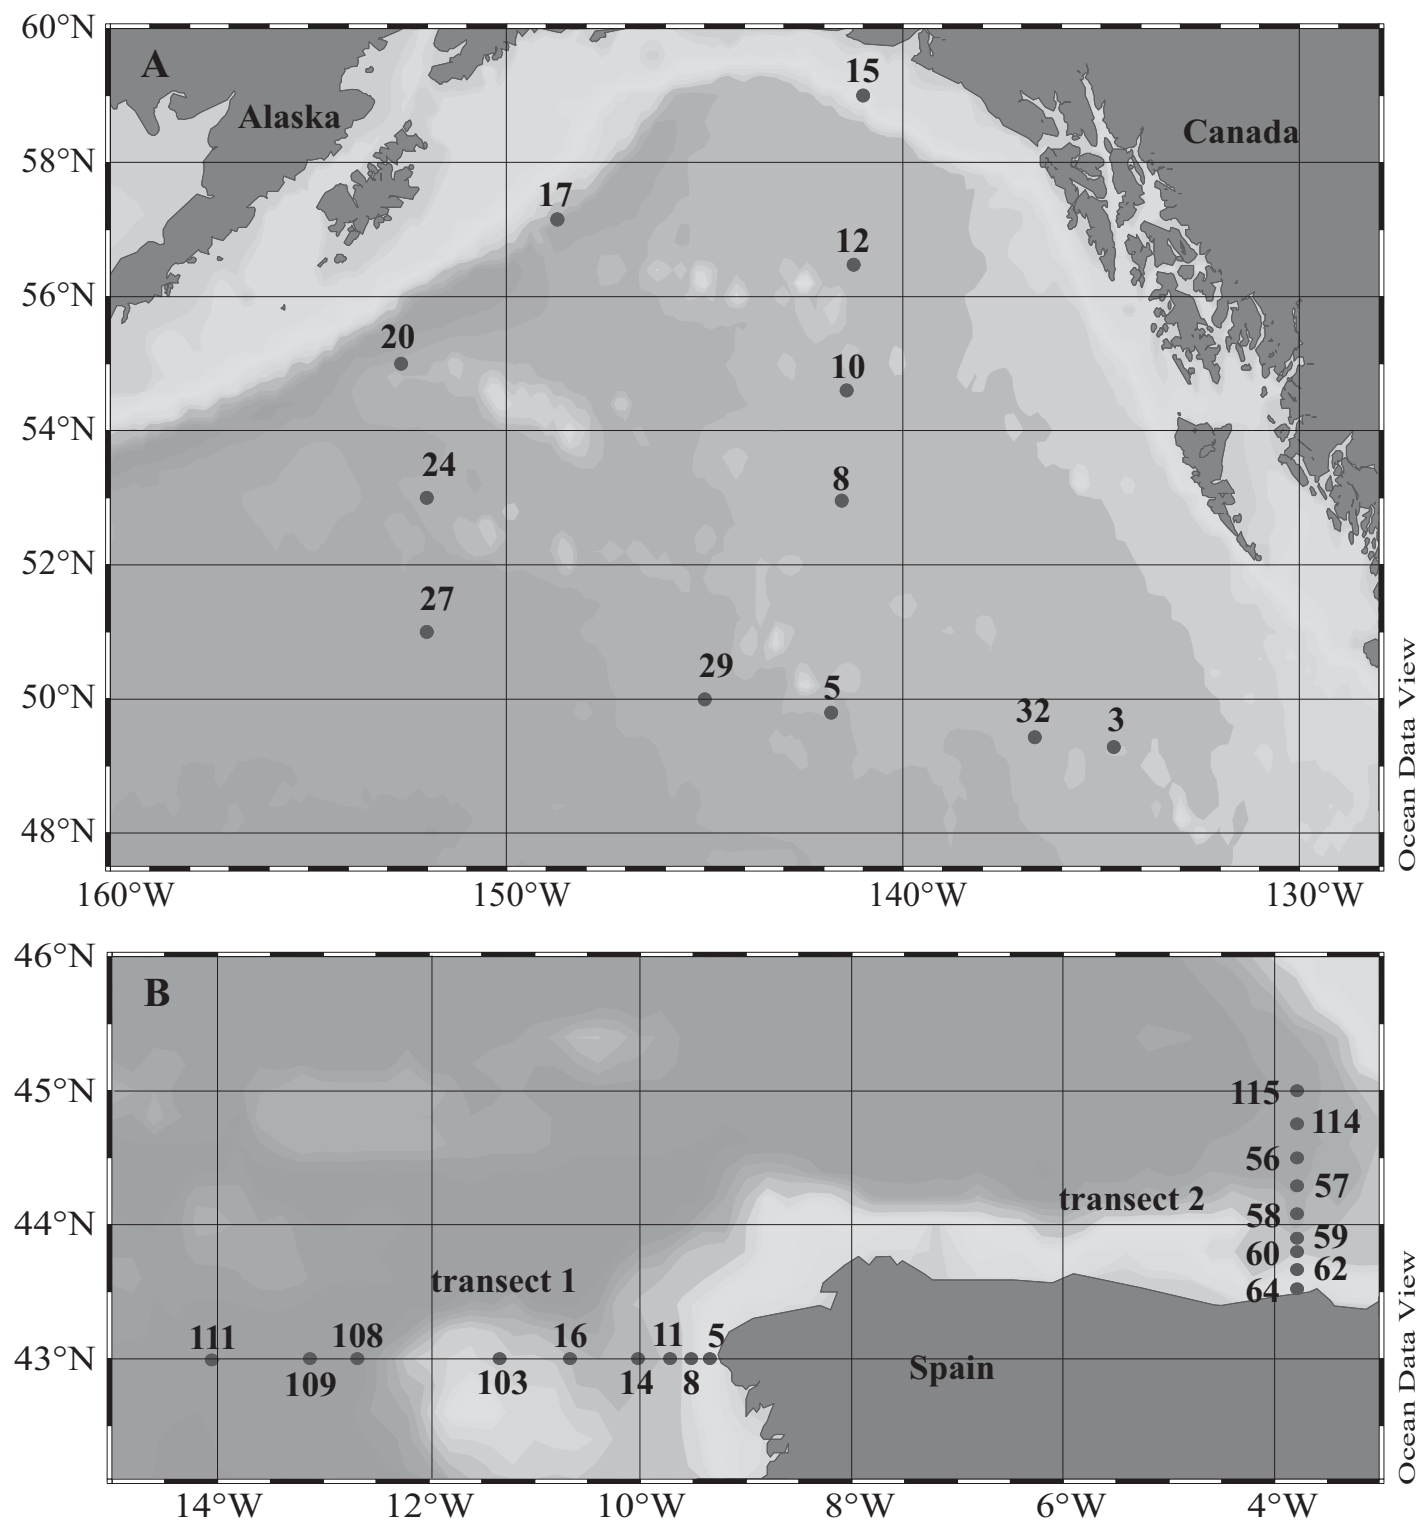 60°N
A
15
Alaska
Canada
58°N
17
12
56°N
20
10
54°N
24
8
52°N
27
29
50°N
5
32
3
48°N
160°W 150°W 140°W 130°W
Ocean Data View
46°N
B
45°N
115
114
56
57
transect 2
44°N
58
59
60
62
transect 1
64
111
108
16
11
5
43°N
109
103
14
8
Spain
14°W 12°W 10°W 8°W 6°W 4°W
Ocean Data View